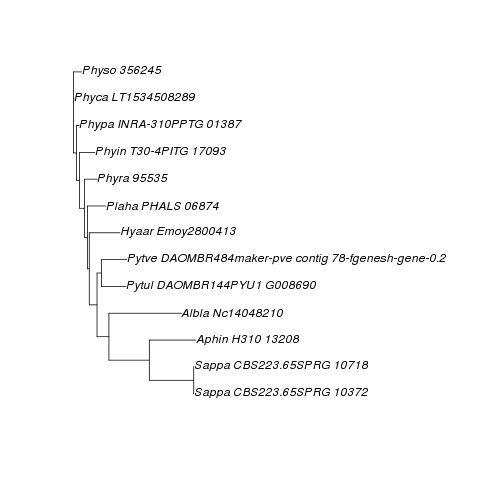 Physo 356245
Phyca LT1534508289
Phypa INRA-310PPTG 01387
Phyin T30-4PITG 17093
Phyra 95535
Plaha PHALS 06874
Hyaar Emoy2800413
Pytve DAOMBR484maker-pve contig 78-fgenesh-gene-0.2
Pytul DAOMBR144PYU1 G008690
Albla Nc14048210
Aphin H310 13208
Sappa CBS223.65SPRG 10718
Sappa CBS223.65SPRG 10372